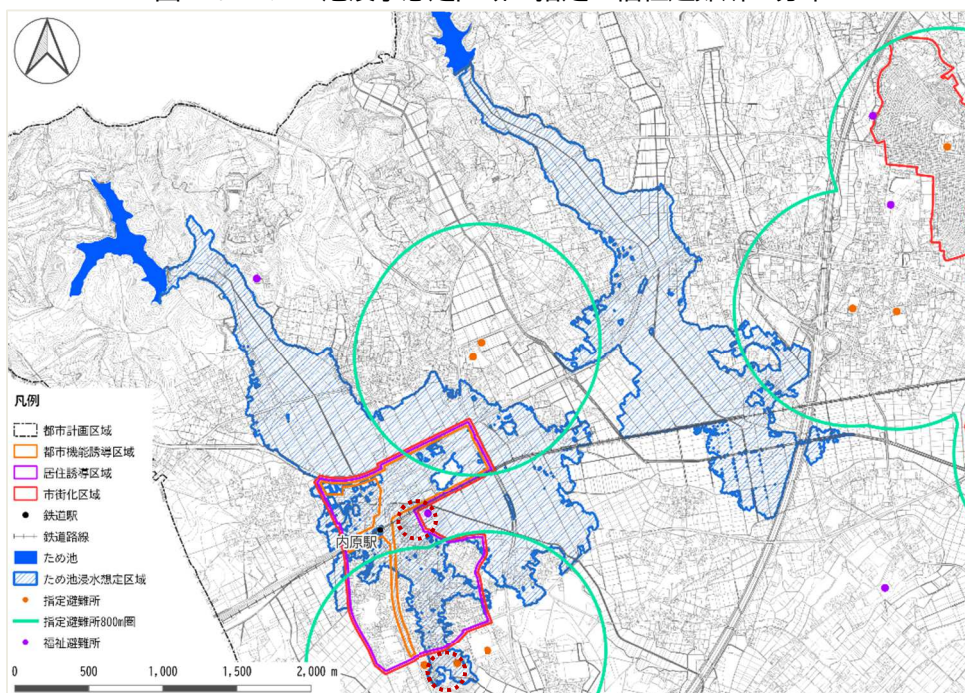 凡例
都市計画区域
都市機能誘導区域
居住誘導区域
市街化区域
鉄道駅
鉄道路線
ため池
ため池浸水想定区域
指定避難所
指定避難所800m圏
福祉避難所
内原駅
0 500 1,000 1,500 2,000 m